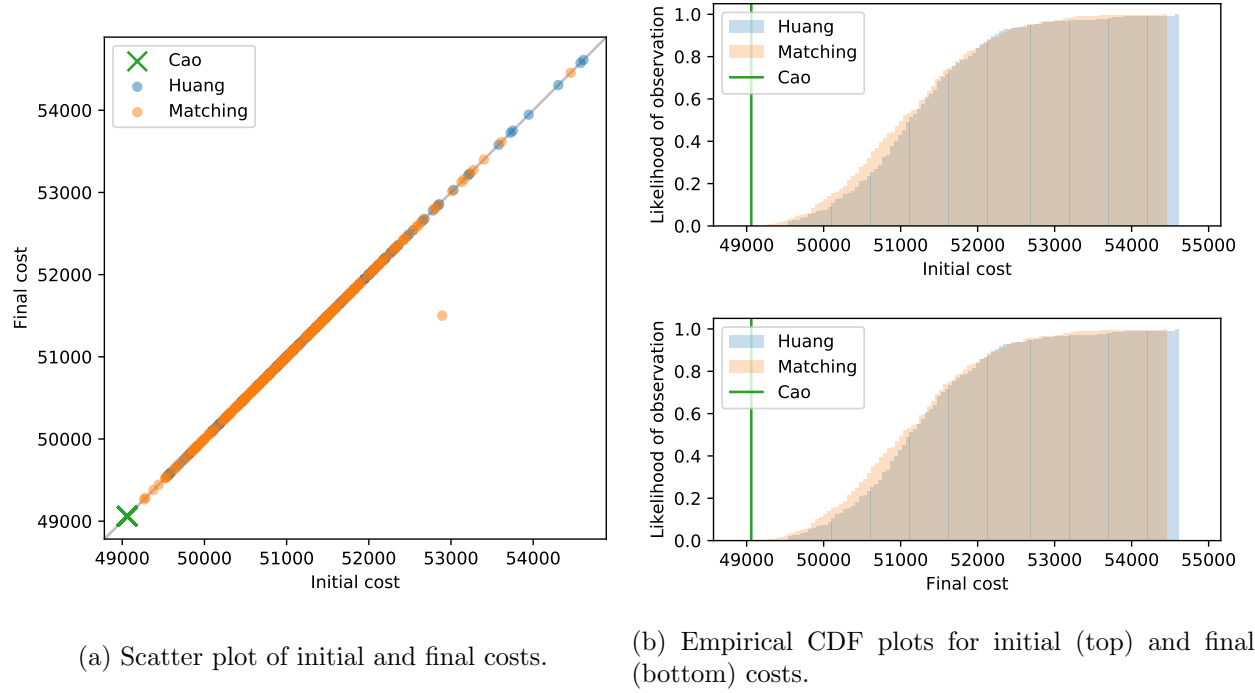 Cao
Huang
Matching
54000
53000
52000
51000
50000
49000
Final cost
49000 50000 51000 52000 53000 54000
Initial cost
(a) Scatter plot of initial and final costs.
1.0
0.8
0.6
0.4
0.2
0.0
Likelihood of observation
Huang
Matching
Cao
49000 50000 51000 52000 53000 54000 55000
Initial cost
1.0
0.8
0.6
0.4
0.2
0.0
Likelihood of observation
Huang
Matching
Cao
49000 50000 51000 52000 53000 54000 55000
Final cost
(b) Empirical CDF plots for initial (top) and final
(bottom) costs.